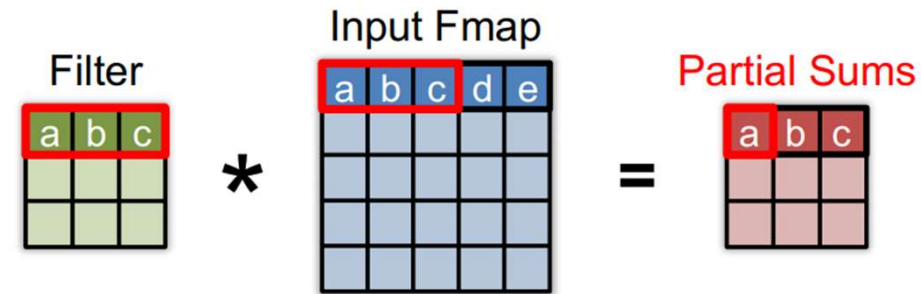 Input Fmap
Filter
Partial Sums
a b c d e
a b c
a b c
*
=